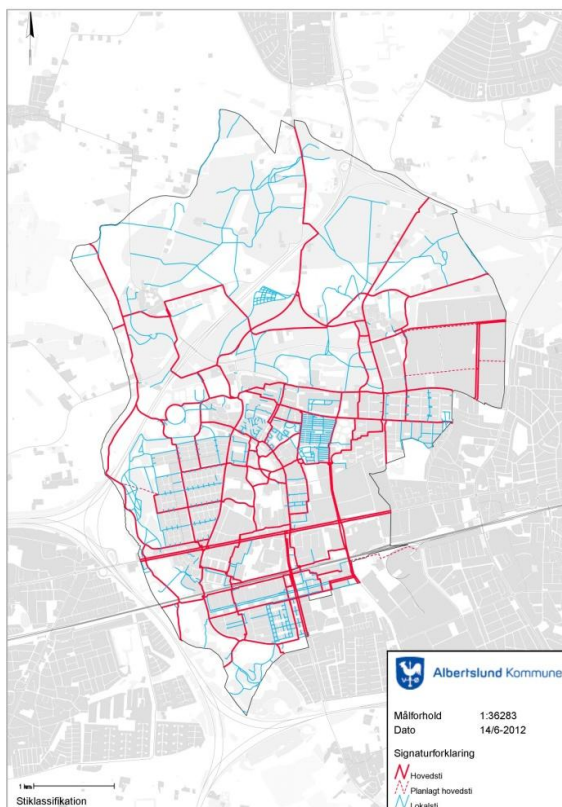 Albertslund Kommune
Målforhold 1:36283
Dato 14/6-2012
Signaturforklaring
Hovedsti
Planlagt hovedsti
Lokalsti
1 km
Stiklassifikation